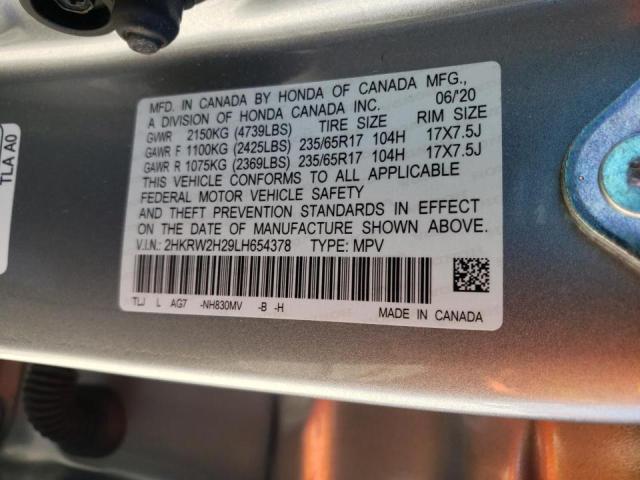 TLA A0
MFD. IN CANADA BY HONDA OF CANADA MFG.,
A DIVISION OF HONDA CANADA INC. 06/'20
GVWR 2150KG (4739LBS) TIRE SIZE RIM SIZE
GAWR F 1100KG (2425LBS) 235/65R17 104H 17X7.5J
GAWR R 1075KG (2369LBS) 235/65R17 104H 17X7.5J
THIS VEHICLE CONFORMS TO ALL APPLICABLE
FEDERAL MOTOR VEHICLE SAFETY
AND THEFT PREVENTION STANDARDS IN EFFECT
ON THE DATE OF MANUFACTURE SHOWN ABOVE.
V.I.N.: 2HKRW2H29LH654378 TYPE: MPV
TLJ L AG7 -NH830MV -B -H
MADE IN CANADA